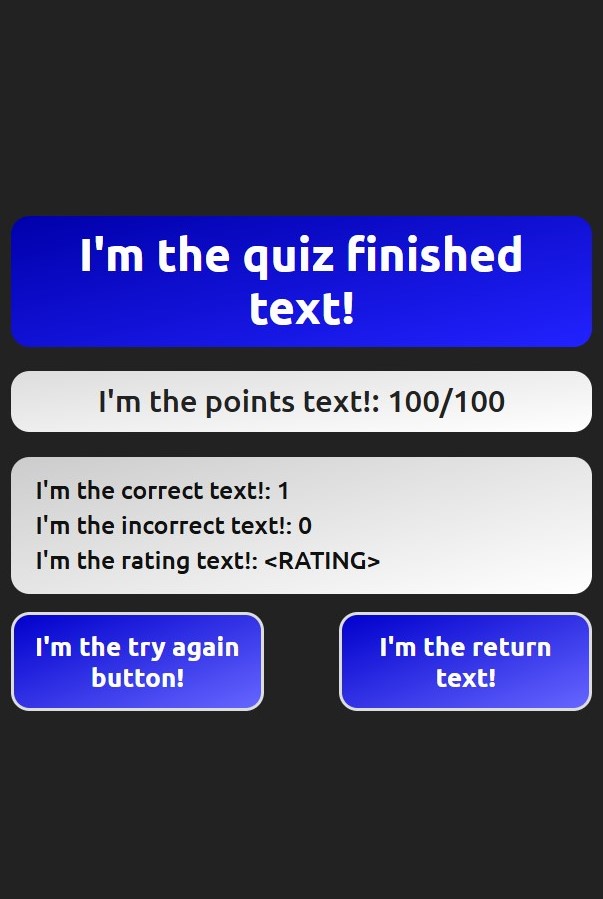 I'm the quiz finished
text!
I'm the points text!: 100/100
I'm the correct text!: 1
I'm the incorrect text!: 0
I'm the rating text!: <RATING>
I'm the try again
button!
I'm the return
text!